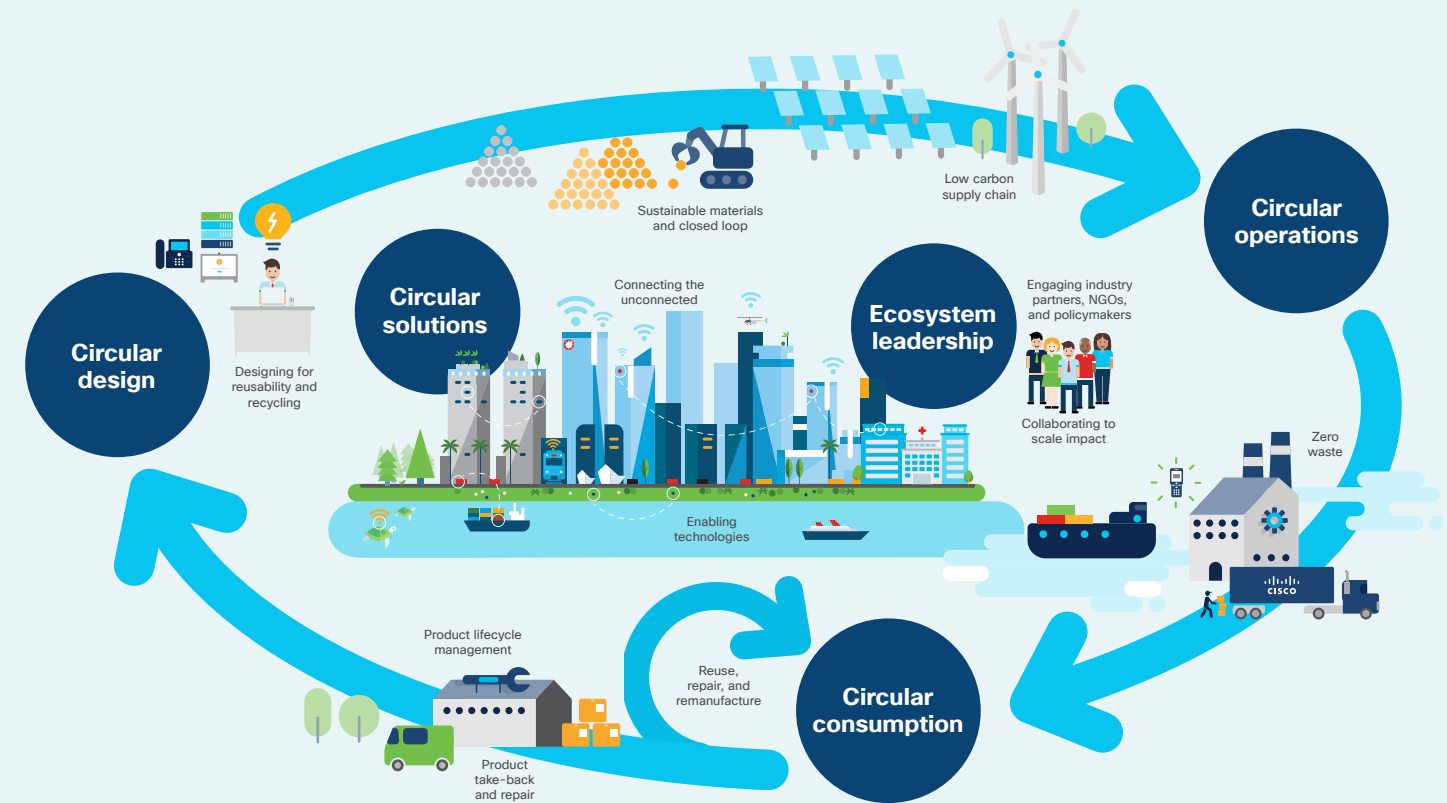 Low carbon
supply chain
Sustainable materials
and closed loop
Circular
operations
Circular
solutions
Connecting the
unconnected
Ecosystem
leadership
Engaging industry
partners, NGOs,
and policymakers
Collaborating to
scale impact
Circular
design
Designing for
reusability and
recycling
Zero
waste
Enabling
technologies
CISCO
Product lifecycle
management
Reuse,
repair, and
remanufacture
Circular
consumption
Product
take-back
and repair